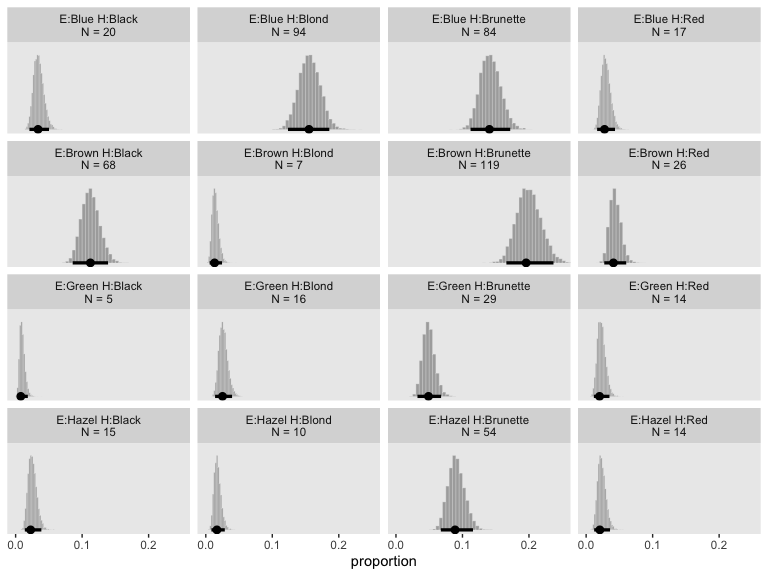 E:Blue H:Black
N = 20
E:Blue H:Blond
N = 94
E:Blue H:Brunette
N = 84
E:Blue H:Red
N = 17
E:Brown H:Black
N = 68
E:Brown H:Blond
N = 7
E:Brown H:Brunette
N = 119
E:Brown H:Red
N = 26
E:Green H:Black
N = 5
E:Green H:Blond
N = 16
E:Green H:Brunette
N = 29
E:Green H:Red
N = 14
E:Hazel H:Black
N = 15
E:Hazel H:Blond
N = 10
E:Hazel H:Brunette
N = 54
E:Hazel H:Red
N = 14
0.0 0.1 0.2 0.0 0.1 0.2 0.0 0.1 0.2 0.0 0.1 0.2
proportion